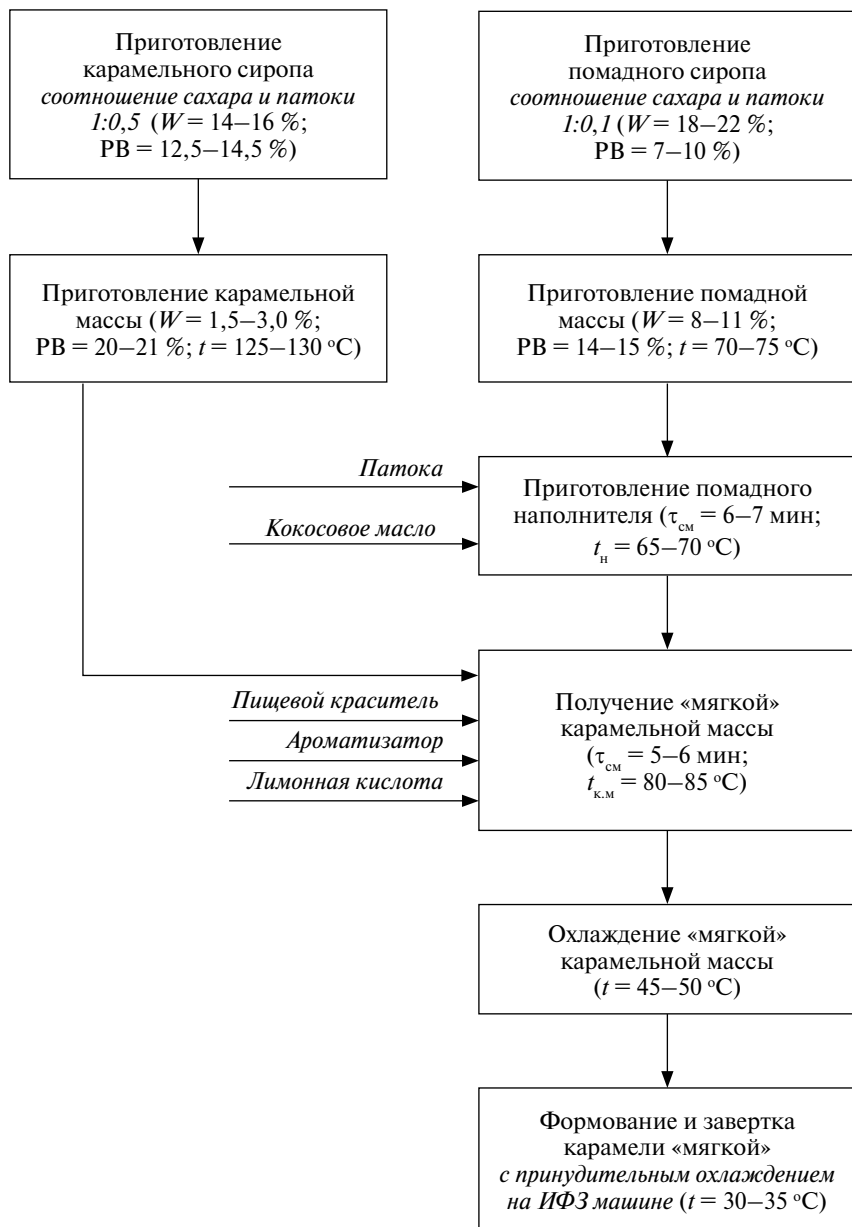 Приготовление
карамельного сиропа
соотношение сахара и патоки
1:0,5 (W = 14–16 %;
РВ = 12,5–14,5 %)
Приготовление
помадного сиропа
соотношение сахара и патоки
1:0,1 (W = 18–22 %;
РВ = 7–10 %)
Приготовление карамельной
массы (W = 1,5–3,0 %;
РВ = 20–21 %; t = 125–130 °С)
Приготовление помадной
массы (W = 8–11 %;
РВ = 14–15 %; t = 70–75 °С)
Патока
Кокосовое масло
Приготовление помадного
наполнителя (τсм = 6–7 мин;
tн = 65–70 °С)
Пищевой краситель
Ароматизатор
Лимонная кислота
Получение «мягкой»
карамельной массы
(τсм = 5–6 мин;
tк.м = 80–85 °С)
Охлаждение «мягкой»
карамельной массы
(t = 45–50 °С)
Формование и завертка
карамели «мягкой»
с принудительным охлаждением
на ИФЗ машине (t = 30–35 °С)